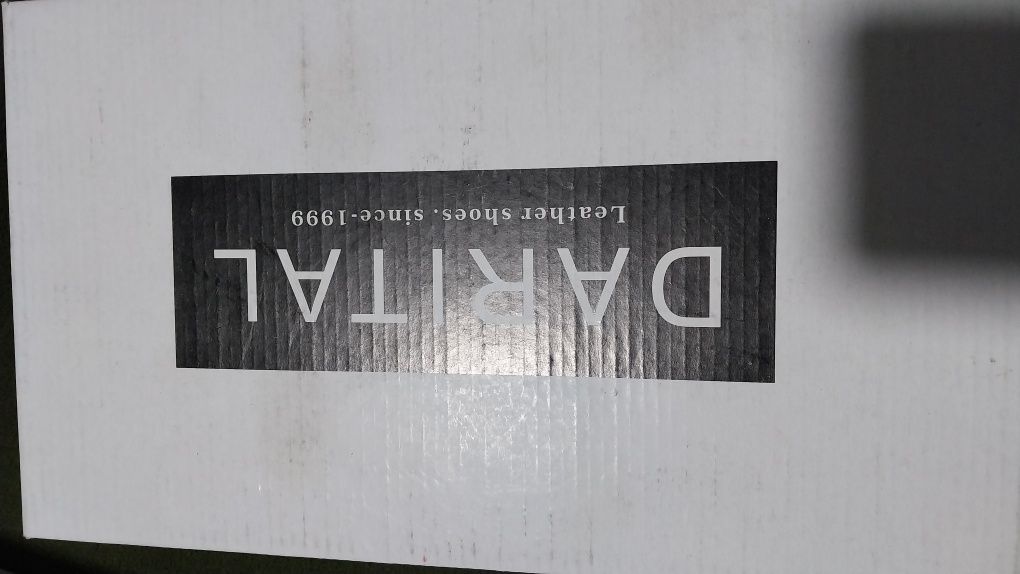 DARITAL
Leather shoes. since-1999